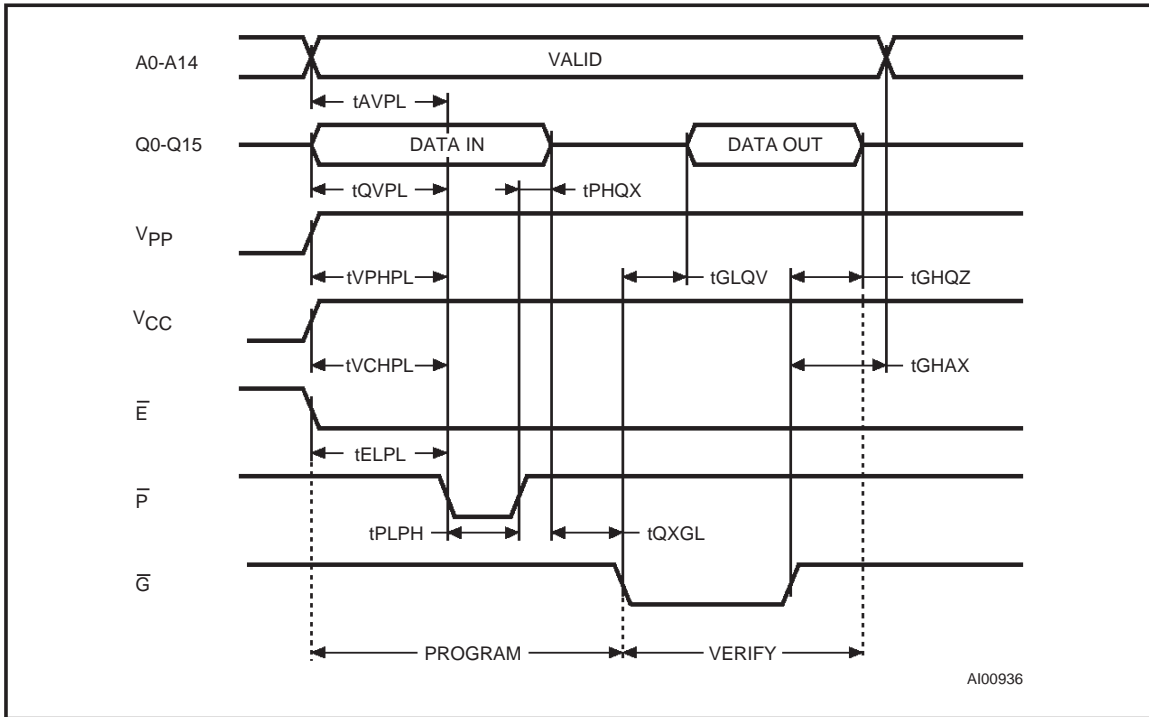 A0-A14
VALID
tAVPL
Q0-Q15
DATA IN
DATA OUT
tQVPL
tPHQX
VPP
tVPHPL
tGLQV
tGHQZ
VCC
tVCHPL
tGHAX
E̅
tELPL
P̅
tPLPH
tQXGL
G̅
PROGRAM
VERIFY
AI00936